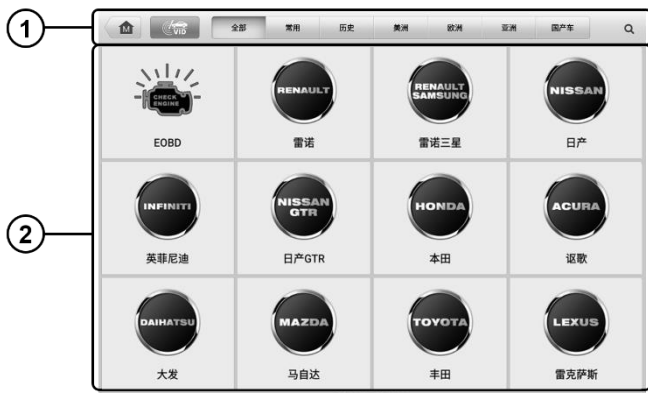 1
M
VID
全部
常用
历史
美洲
欧洲
亚洲
国产车
CHECK
ENGINE
RENAULT
RENAULT
SAMSUNG
NISSAN
EOBD
雷诺
雷诺三星
日产
2
INFINITI
NISSAN
GTR
HONDA
ACURA
英菲尼迪
日产GTR
本田
讴歌
DAIHATSU
MAZDA
TOYOTA
LEXUS
大发
马自达
丰田
雷克萨斯